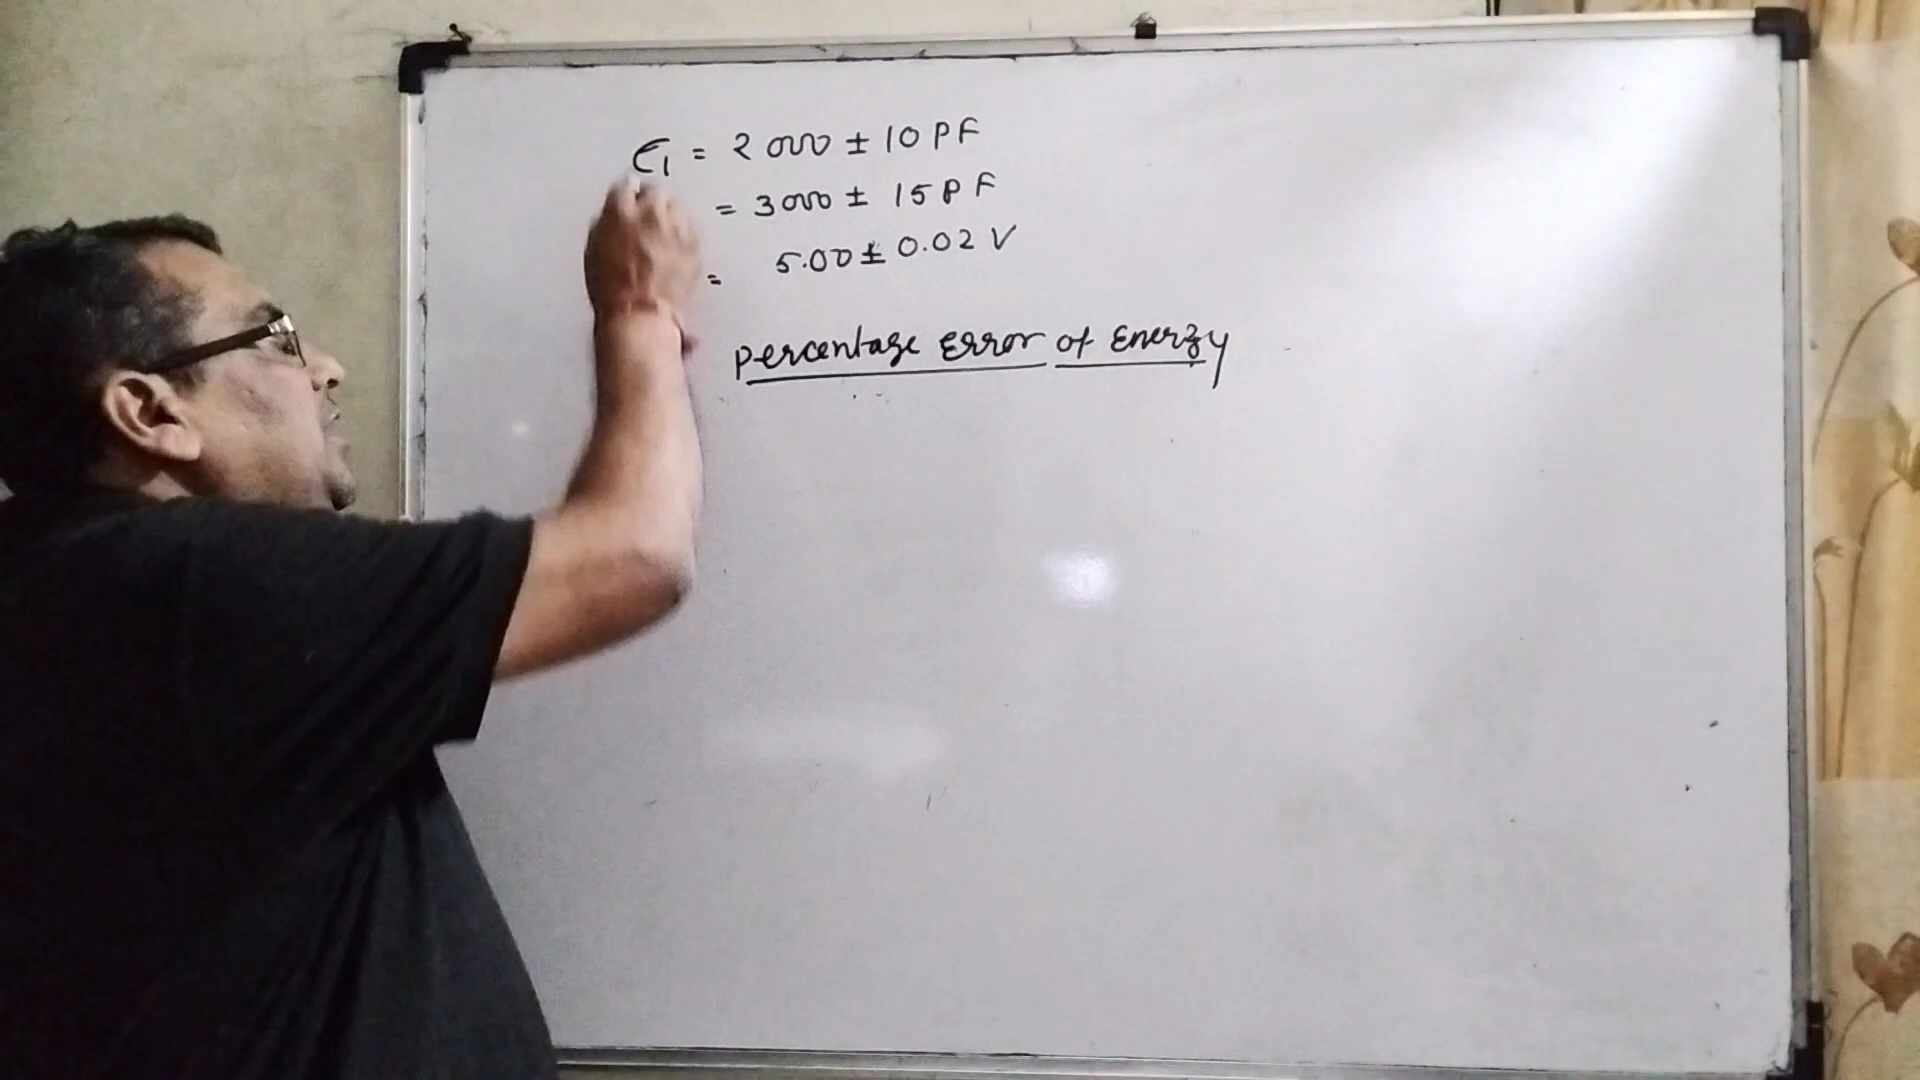 C1 = 2000 ± 10 PF
= 3000 ± 15 PF
= 5.00 ± 0.02 V
Percentage Error of Energy